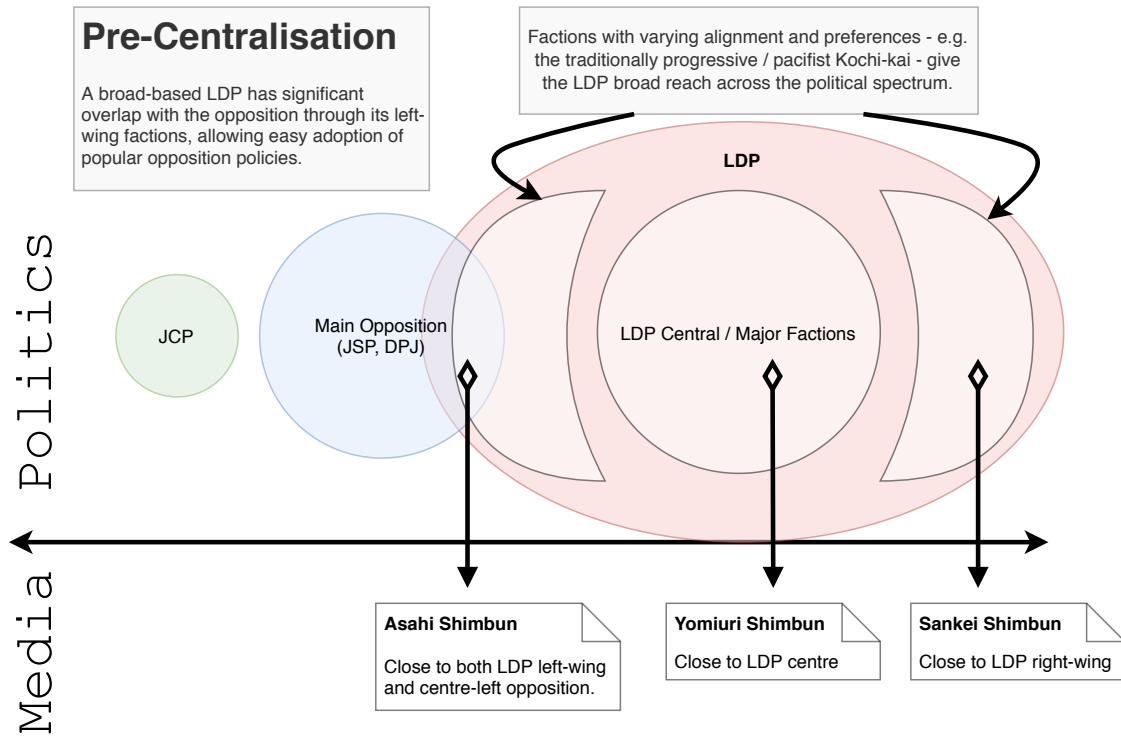 Pre-Centralisation
A broad-based LDP has significant
overlap with the opposition through its left-
wing factions, allowing easy adoption of
popular opposition policies.
Factions with varying alignment and preferences - e.g.
the traditionally progressive / pacifist Kochi-kai - give
the LDP broad reach across the political spectrum.
LDP
Politics
JCP
Main Opposition
(JSP, DPJ)
LDP Central / Major Factions
Media
Asahi Shimbun
Close to both LDP left-wing
and centre-left opposition.
Yomiuri Shimbun
Close to LDP centre
Sankei Shimbun
Close to LDP right-wing